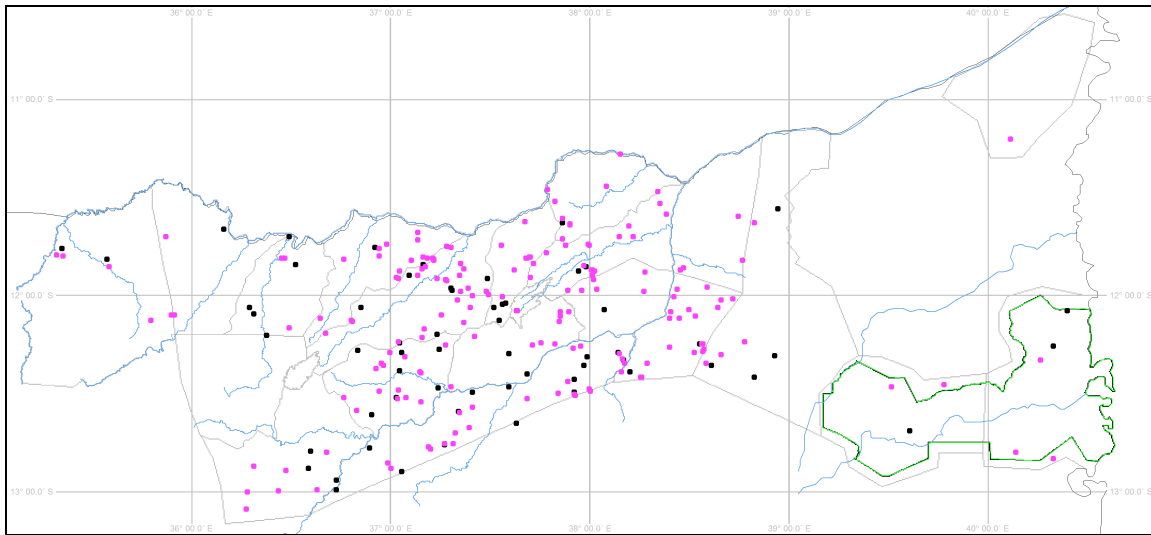 36° 00.0' E 37° 00.0' E 38° 00.0' E 39° 00.0' E 40° 00.0' E
11° 00.0' S 11° 00.0' S
12° 00.0' S 12° 00.0' S
13° 00.0' S 13° 00.0' S
36° 00.0' E 37° 00.0' E 38° 00.0' E 39° 00.0' E 40° 00.0' E